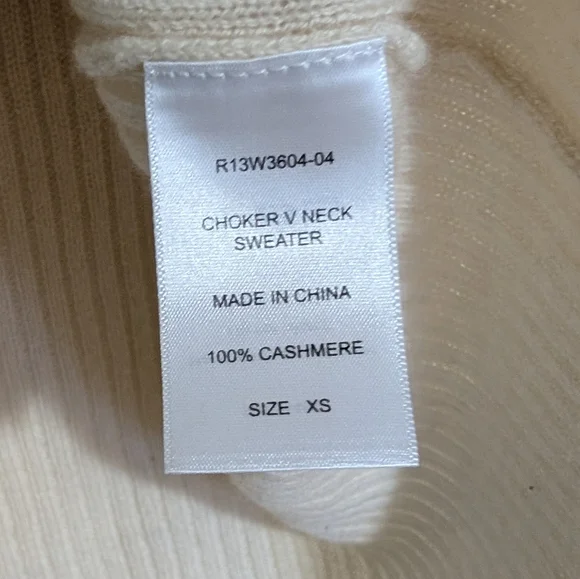 R13W3604-04
CHOKER V NECK
SWEATER
MADE IN CHINA
100% CASHMERE
SIZE XS